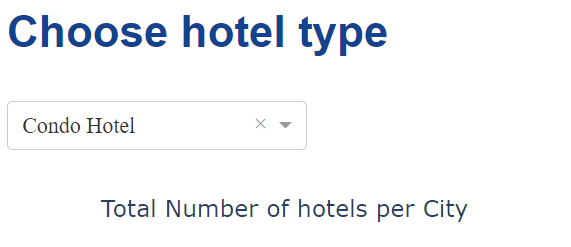 Choose hotel type
Condo Hotel ×
Total Number of hotels per City